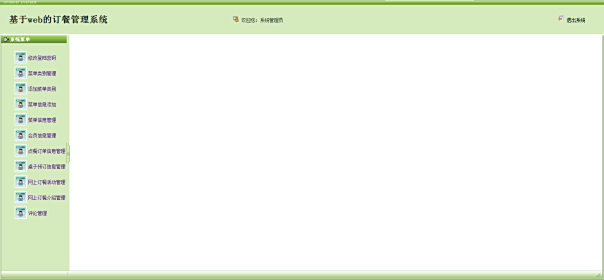 基于web的订餐管理系统
欢迎您：系统管理员
退出系统
系统菜单
修改登陆密码
菜单类别管理
添加菜单类别
菜单信息添加
菜单信息管理
会员信息管理
点餐订单信息管理
桌子预订信息管理
网上订餐活动管理
网上订餐介绍管理
评论管理